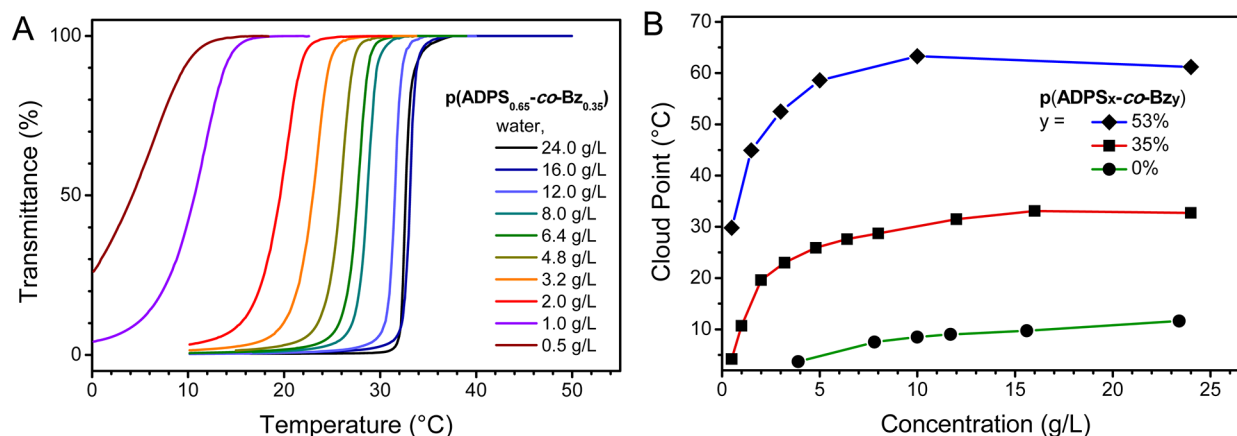 A
100
50
0
Transmittance (%)
0 10 20 30 40 50
Temperature (°C)
p(ADPS0.65-co-Bz0.35)
water,
24.0 g/L
16.0 g/L
12.0 g/L
8.0 g/L
6.4 g/L
4.8 g/L
3.2 g/L
2.0 g/L
1.0 g/L
0.5 g/L
B
70
60
50
40
30
20
10
Cloud Point (°C)
0 5 10 15 20 25
Concentration (g/L)
p(ADPSx-co-Bzy)
y =
53%
35%
0%